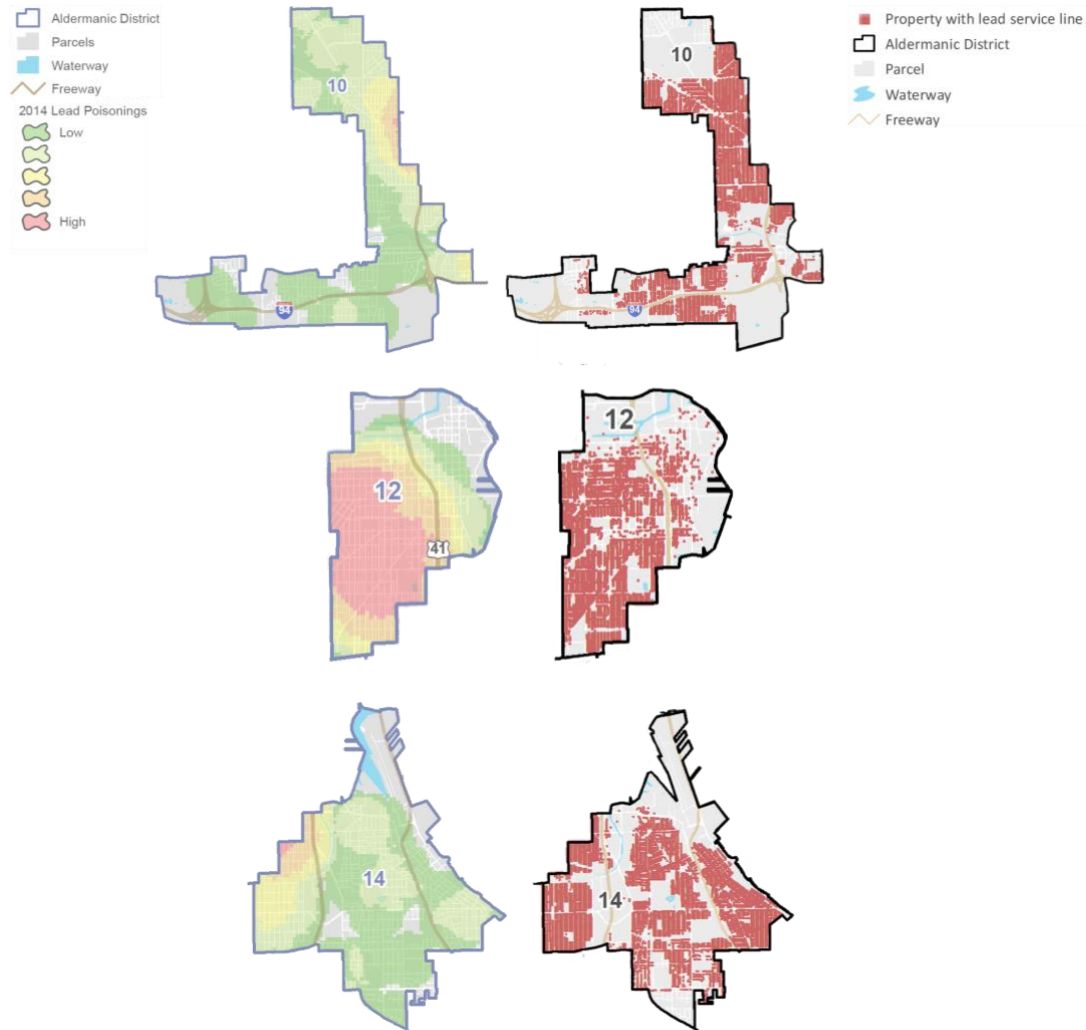 Aldermanic District
Parcels
Waterway
Freeway
2014 Lead Poisonings
Low
High
10
94
Property with lead service line
Aldermanic District
Parcel
Waterway
Freeway
10
94
12
41
12
14
14